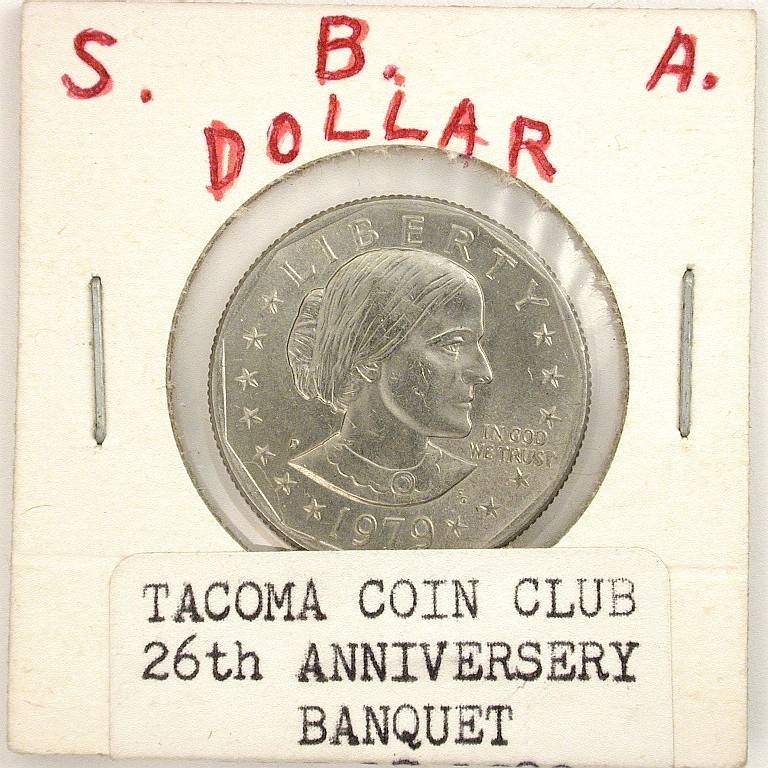 S. B. A.
DOLLAR
LIBERTY
P
IN GOD
WE TRUST
1979
TACOMA COIN CLUB
26th ANNIVERSERY
BANQUET